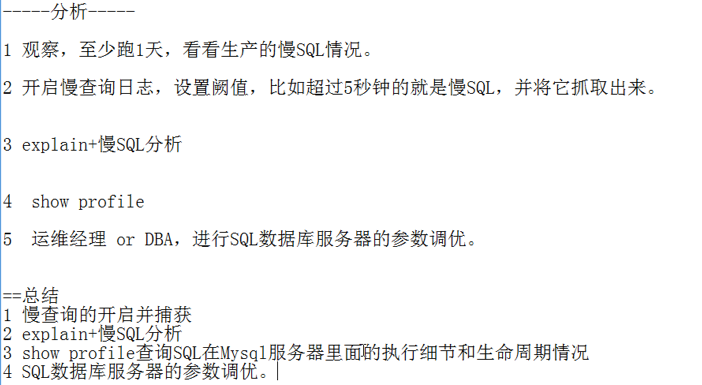 -----分析-----
1 观察，至少跑1天，看看生产的慢SQL情况。
2 开启慢查询日志，设置阙值，比如超过5秒钟的就是慢SQL，并将它抓取出来。
3 explain+慢SQL分析
4  show profile
5  运维经理 or DBA，进行SQL数据库服务器的参数调优。
==总结
1 慢查询的开启并捕获
2 explain+慢SQL分析
3 show profile查询SQL在Mysql服务器里面的执行细节和生命周期情况
4 SQL数据库服务器的参数调优。